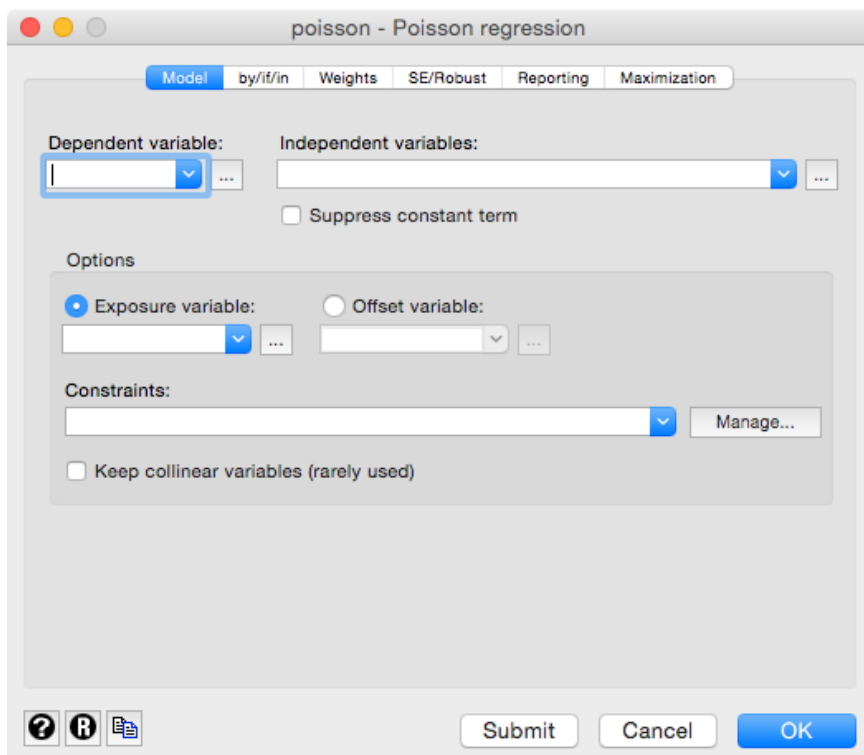 poisson - Poisson regression
Model by/if/in Weights SE/Robust Reporting Maximization
Dependent variable: Independent variables:
...
...
Suppress constant term
Options
Exposure variable: Offset variable:
...
...
Constraints:
Manage...
Keep collinear variables (rarely used)
? R Submit Cancel OK